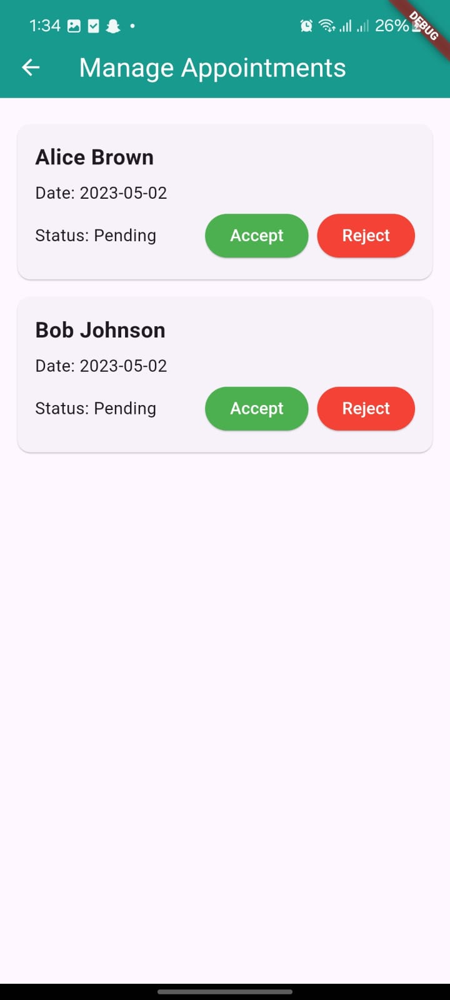 1:34 26%
DEBUG
Manage Appointments
Alice Brown
Date: 2023-05-02
Status: Pending Accept Reject
Bob Johnson
Date: 2023-05-02
Status: Pending Accept Reject